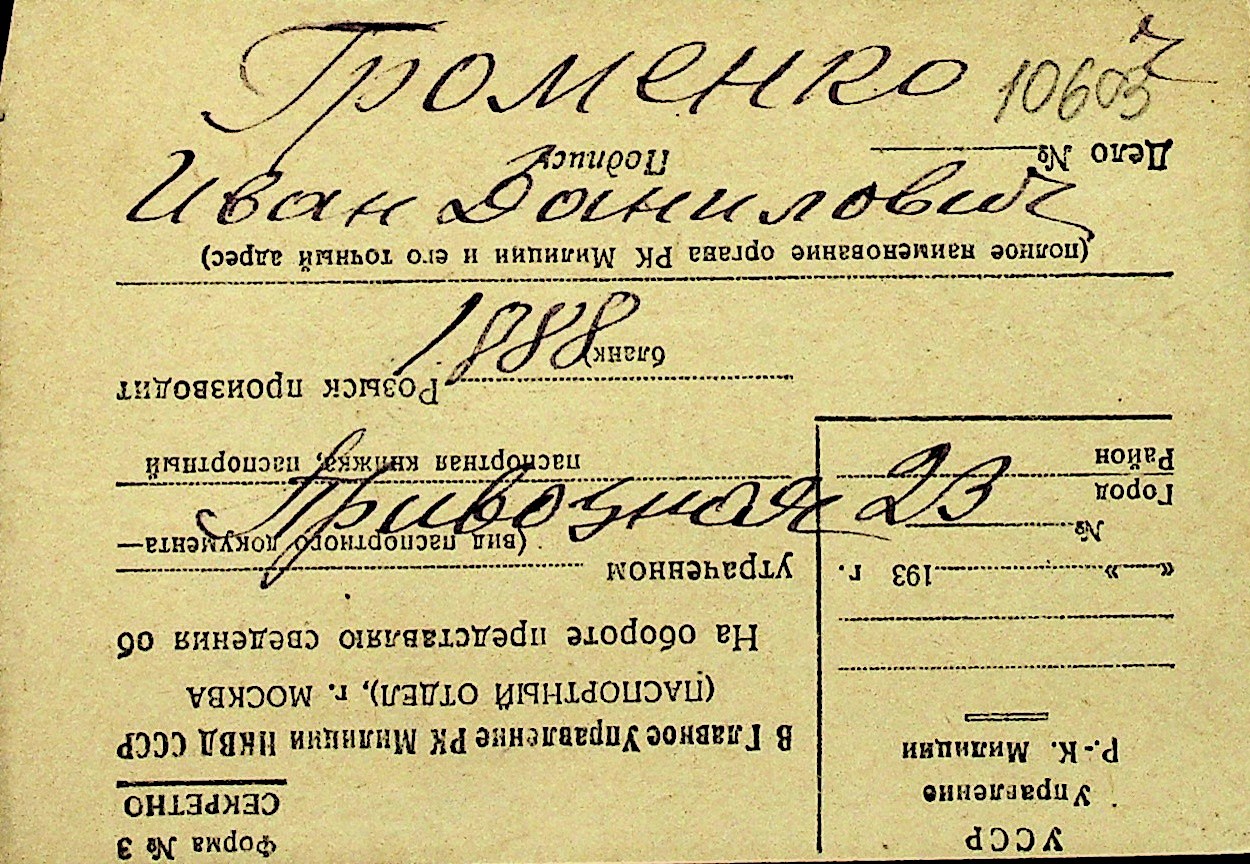 Громенко
10603
Иван Данилович
1888
Привозная 23
Форма № 3
СЕКРЕТНО
УССР
Управление
Р.-К. Милиции
« » 193 г.
№
Город
Район
В Главное Управление РК Милиции НКВД СССР
(ПАСПОРТНЫЙ ОТДЕЛ), г. МОСКВА
На обороте представляю сведения об
утраченном
(вид паспортного документа—
паспортная книжка, паспортный
бланк)
Розыск производит
(полное наименование органа РК Милиции и его точный адрес)
Дело № Подпись